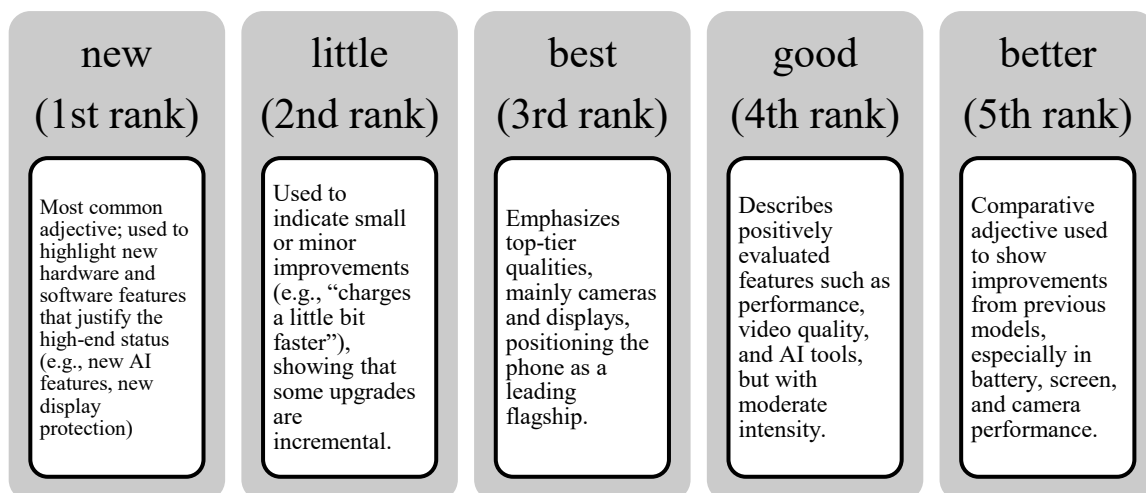 new
(1st rank)
Most common
adjective; used to
highlight new
hardware and
software features
that justify the
high-end status
(e.g., new AI
features, new
display
protection)
little
(2nd rank)
Used to
indicate small
or minor
improvements
(e.g., “charges
a little bit
faster”),
showing that
some upgrades
are
incremental.
best
(3rd rank)
Emphasizes
top-tier
qualities,
mainly cameras
and displays,
positioning the
phone as a
leading
flagship.
good
(4th rank)
Describes
positively
evaluated
features such as
performance,
video quality,
and AI tools,
but with
moderate
intensity.
better
(5th rank)
Comparative
adjective used
to show
improvements
from previous
models,
especially in
battery, screen,
and camera
performance.